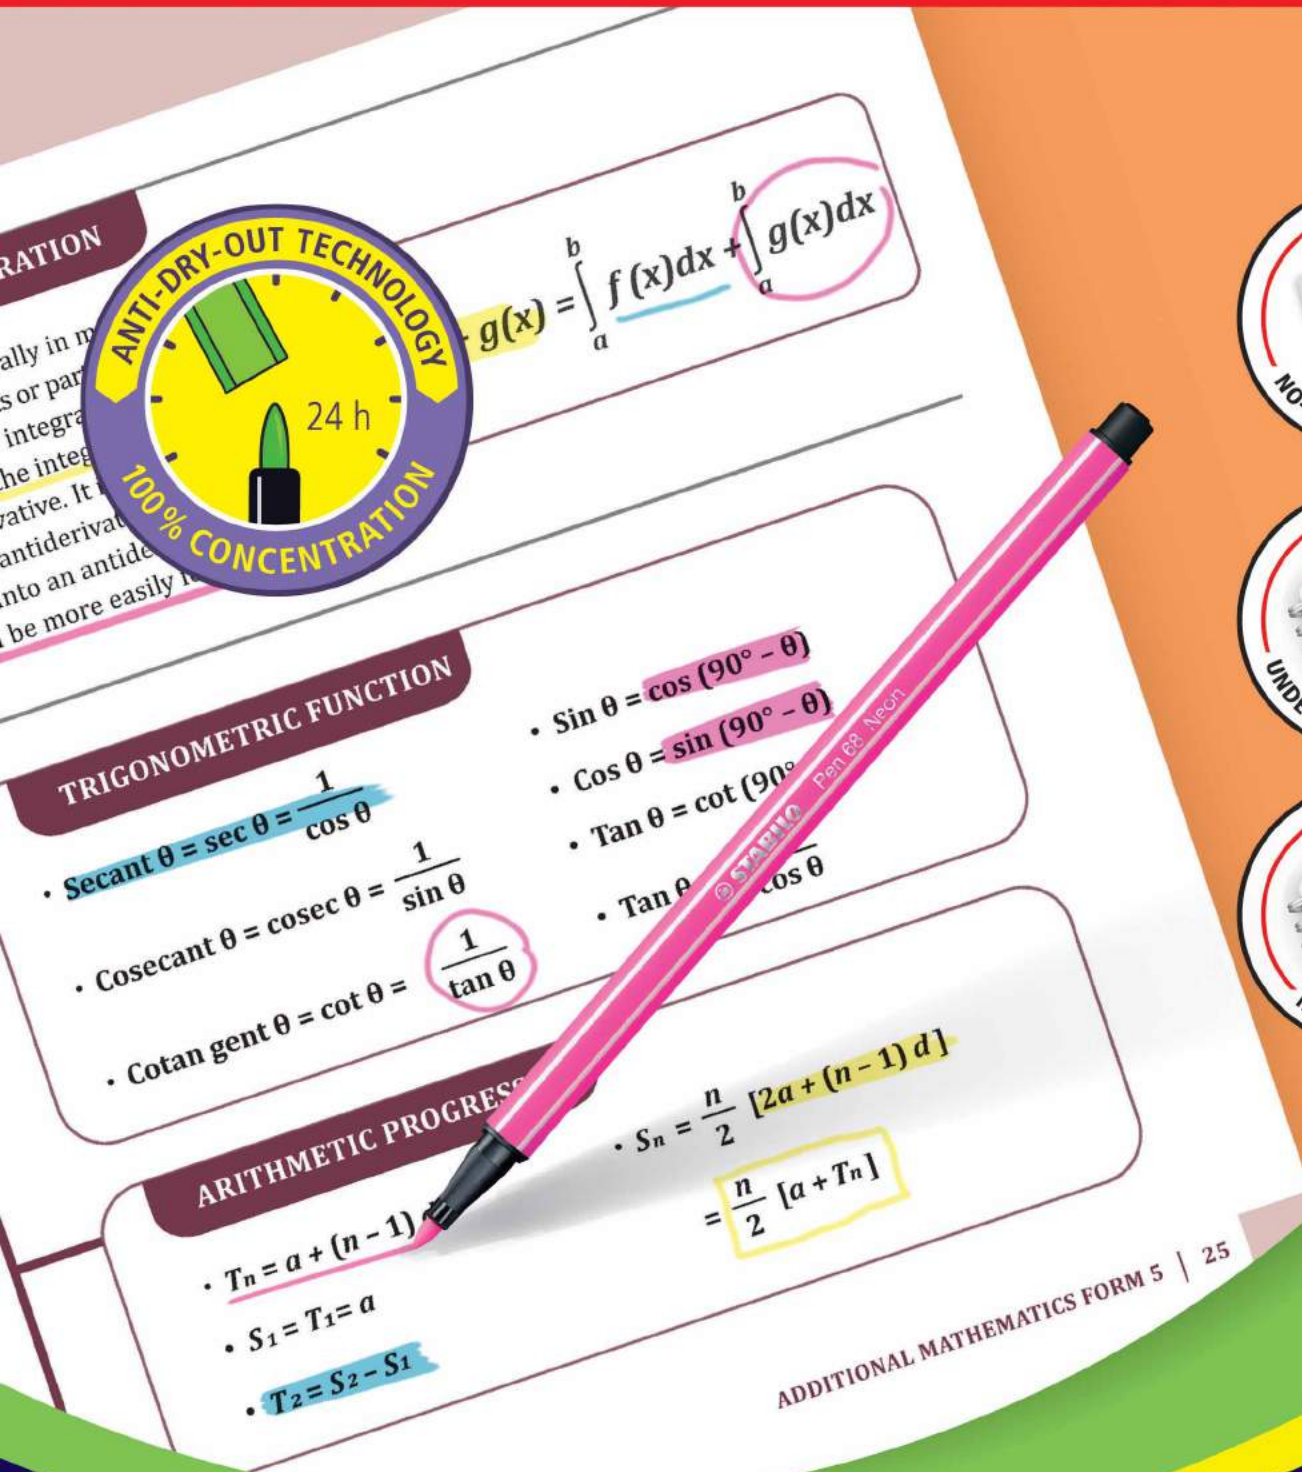 RATION
ally in m
s or par
integra
he integ
vative. It
antiderivat
nto an antide
be more easily
ANTI-DRY-OUT TECHNOLOGY
24 h
100% CONCENTRATION
g(x) = ∫ₐᵇ f (x)dx + ∫ₐᵇ g(x)dx
TRIGONOMETRIC FUNCTION
• Secant θ = sec θ = 1/cos θ
• Cosecant θ = cosec θ = 1/sin θ
• Cotan gent θ = cot θ = 1/tan θ
• Sin θ = cos (90° – θ)
• Cos θ = sin (90° – θ)
• Tan θ = cot (90°
• Tan θ
cos θ
© STABILO Pen 68 Neon
ARITHMETIC PROGRESS
• Tn = a + (n – 1)
• S1 = T1 = a
• T2 = S2 – S1
• Sn = n/2 [2a + (n – 1) d ]
= n/2 [a + Tn ]
ADDITIONAL MATHEMATICS FORM 5 | 25
NO-
UNDE